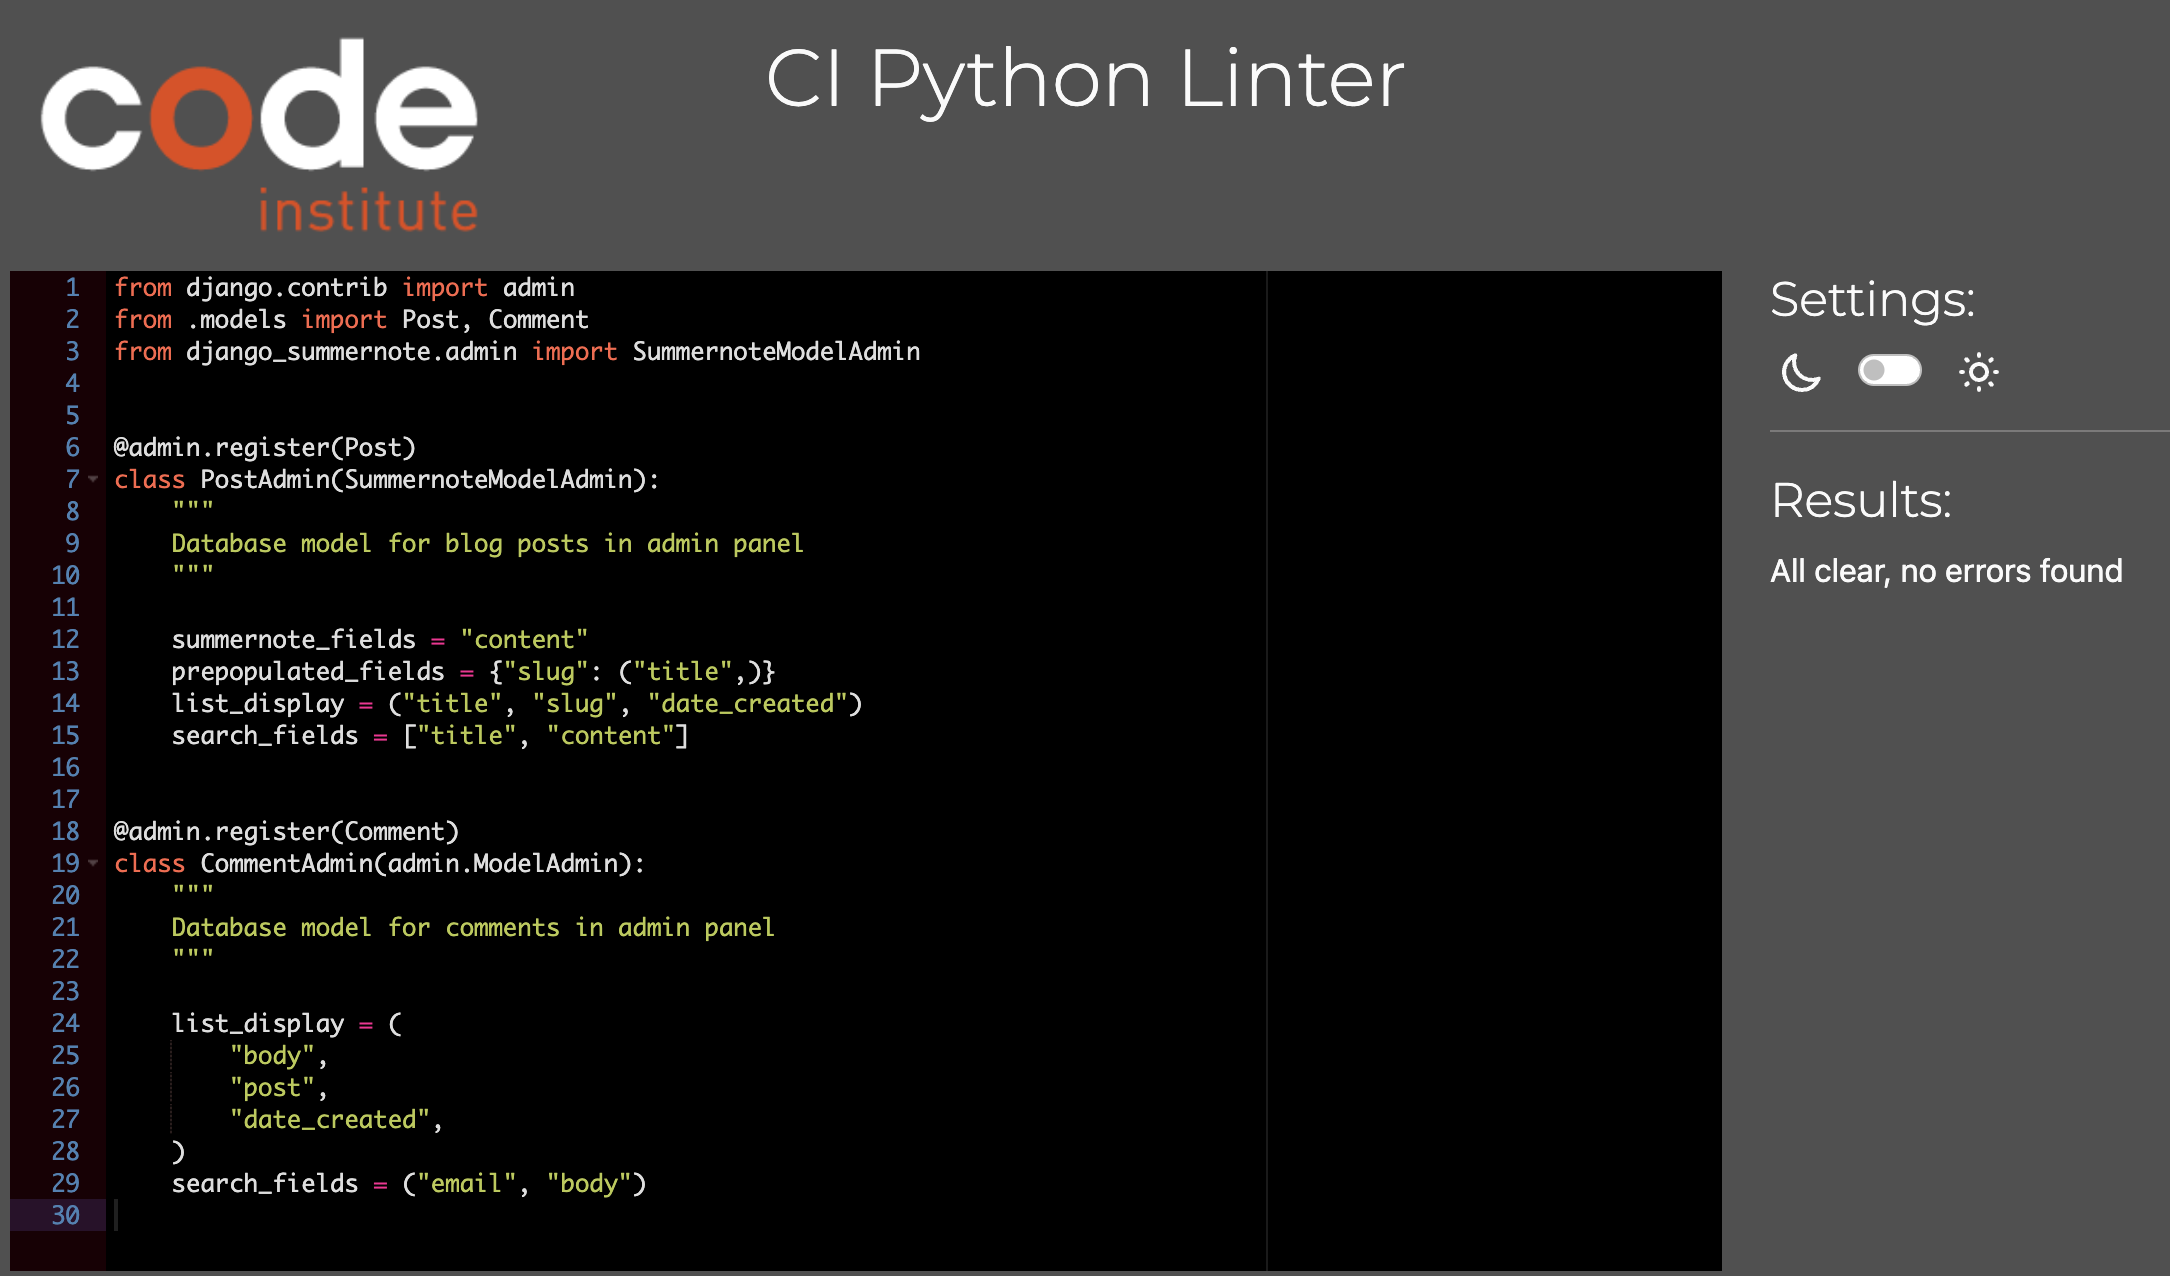 code
institute
CI Python Linter
1 from django.contrib import admin
2 from .models import Post, Comment
3 from django_summernote.admin import SummernoteModelAdmin
4
5
6 @admin.register(Post)
7 class PostAdmin(SummernoteModelAdmin):
8     """
9     Database model for blog posts in admin panel
10     """
11
12     summernote_fields = "content"
13     prepopulated_fields = {"slug": ("title",)}
14     list_display = ("title", "slug", "date_created")
15     search_fields = ["title", "content"]
16
17
18 @admin.register(Comment)
19 class CommentAdmin(admin.ModelAdmin):
20     """
21     Database model for comments in admin panel
22     """
23
24     list_display = (
25         "body",
26         "post",
27         "date_created",
28     )
29     search_fields = ("email", "body")
30
Settings:
Results:
All clear, no errors found